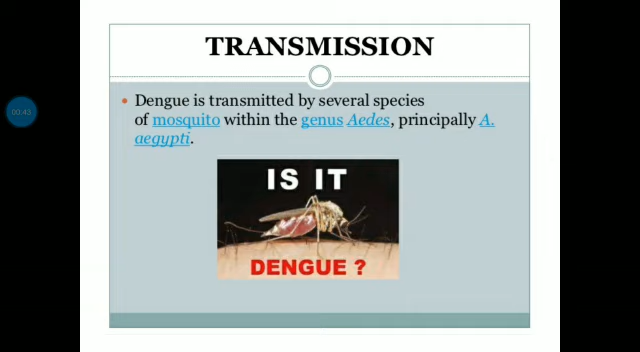 TRANSMISSION
• Dengue is transmitted by several species
of mosquito within the genus Aedes, principally A.
aegypti.
IS IT
DENGUE ?
00:43